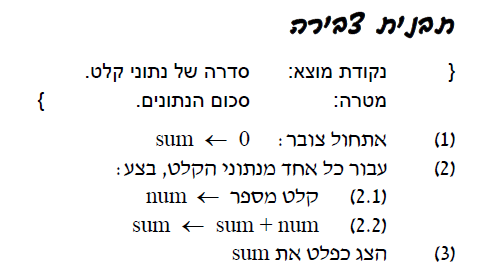 תבנית צבירה
{ נקודת מוצא: סדרה של נתוני קלט.
מטרה: סכום הנתונים. }
(1) אתחול צובר: sum ← 0
(2) עבור כל אחד מנתוני הקלט, בצע:
(2.1) קלט מספר num ←
(2.2) sum ← sum + num
(3) הצג כפלט את sum